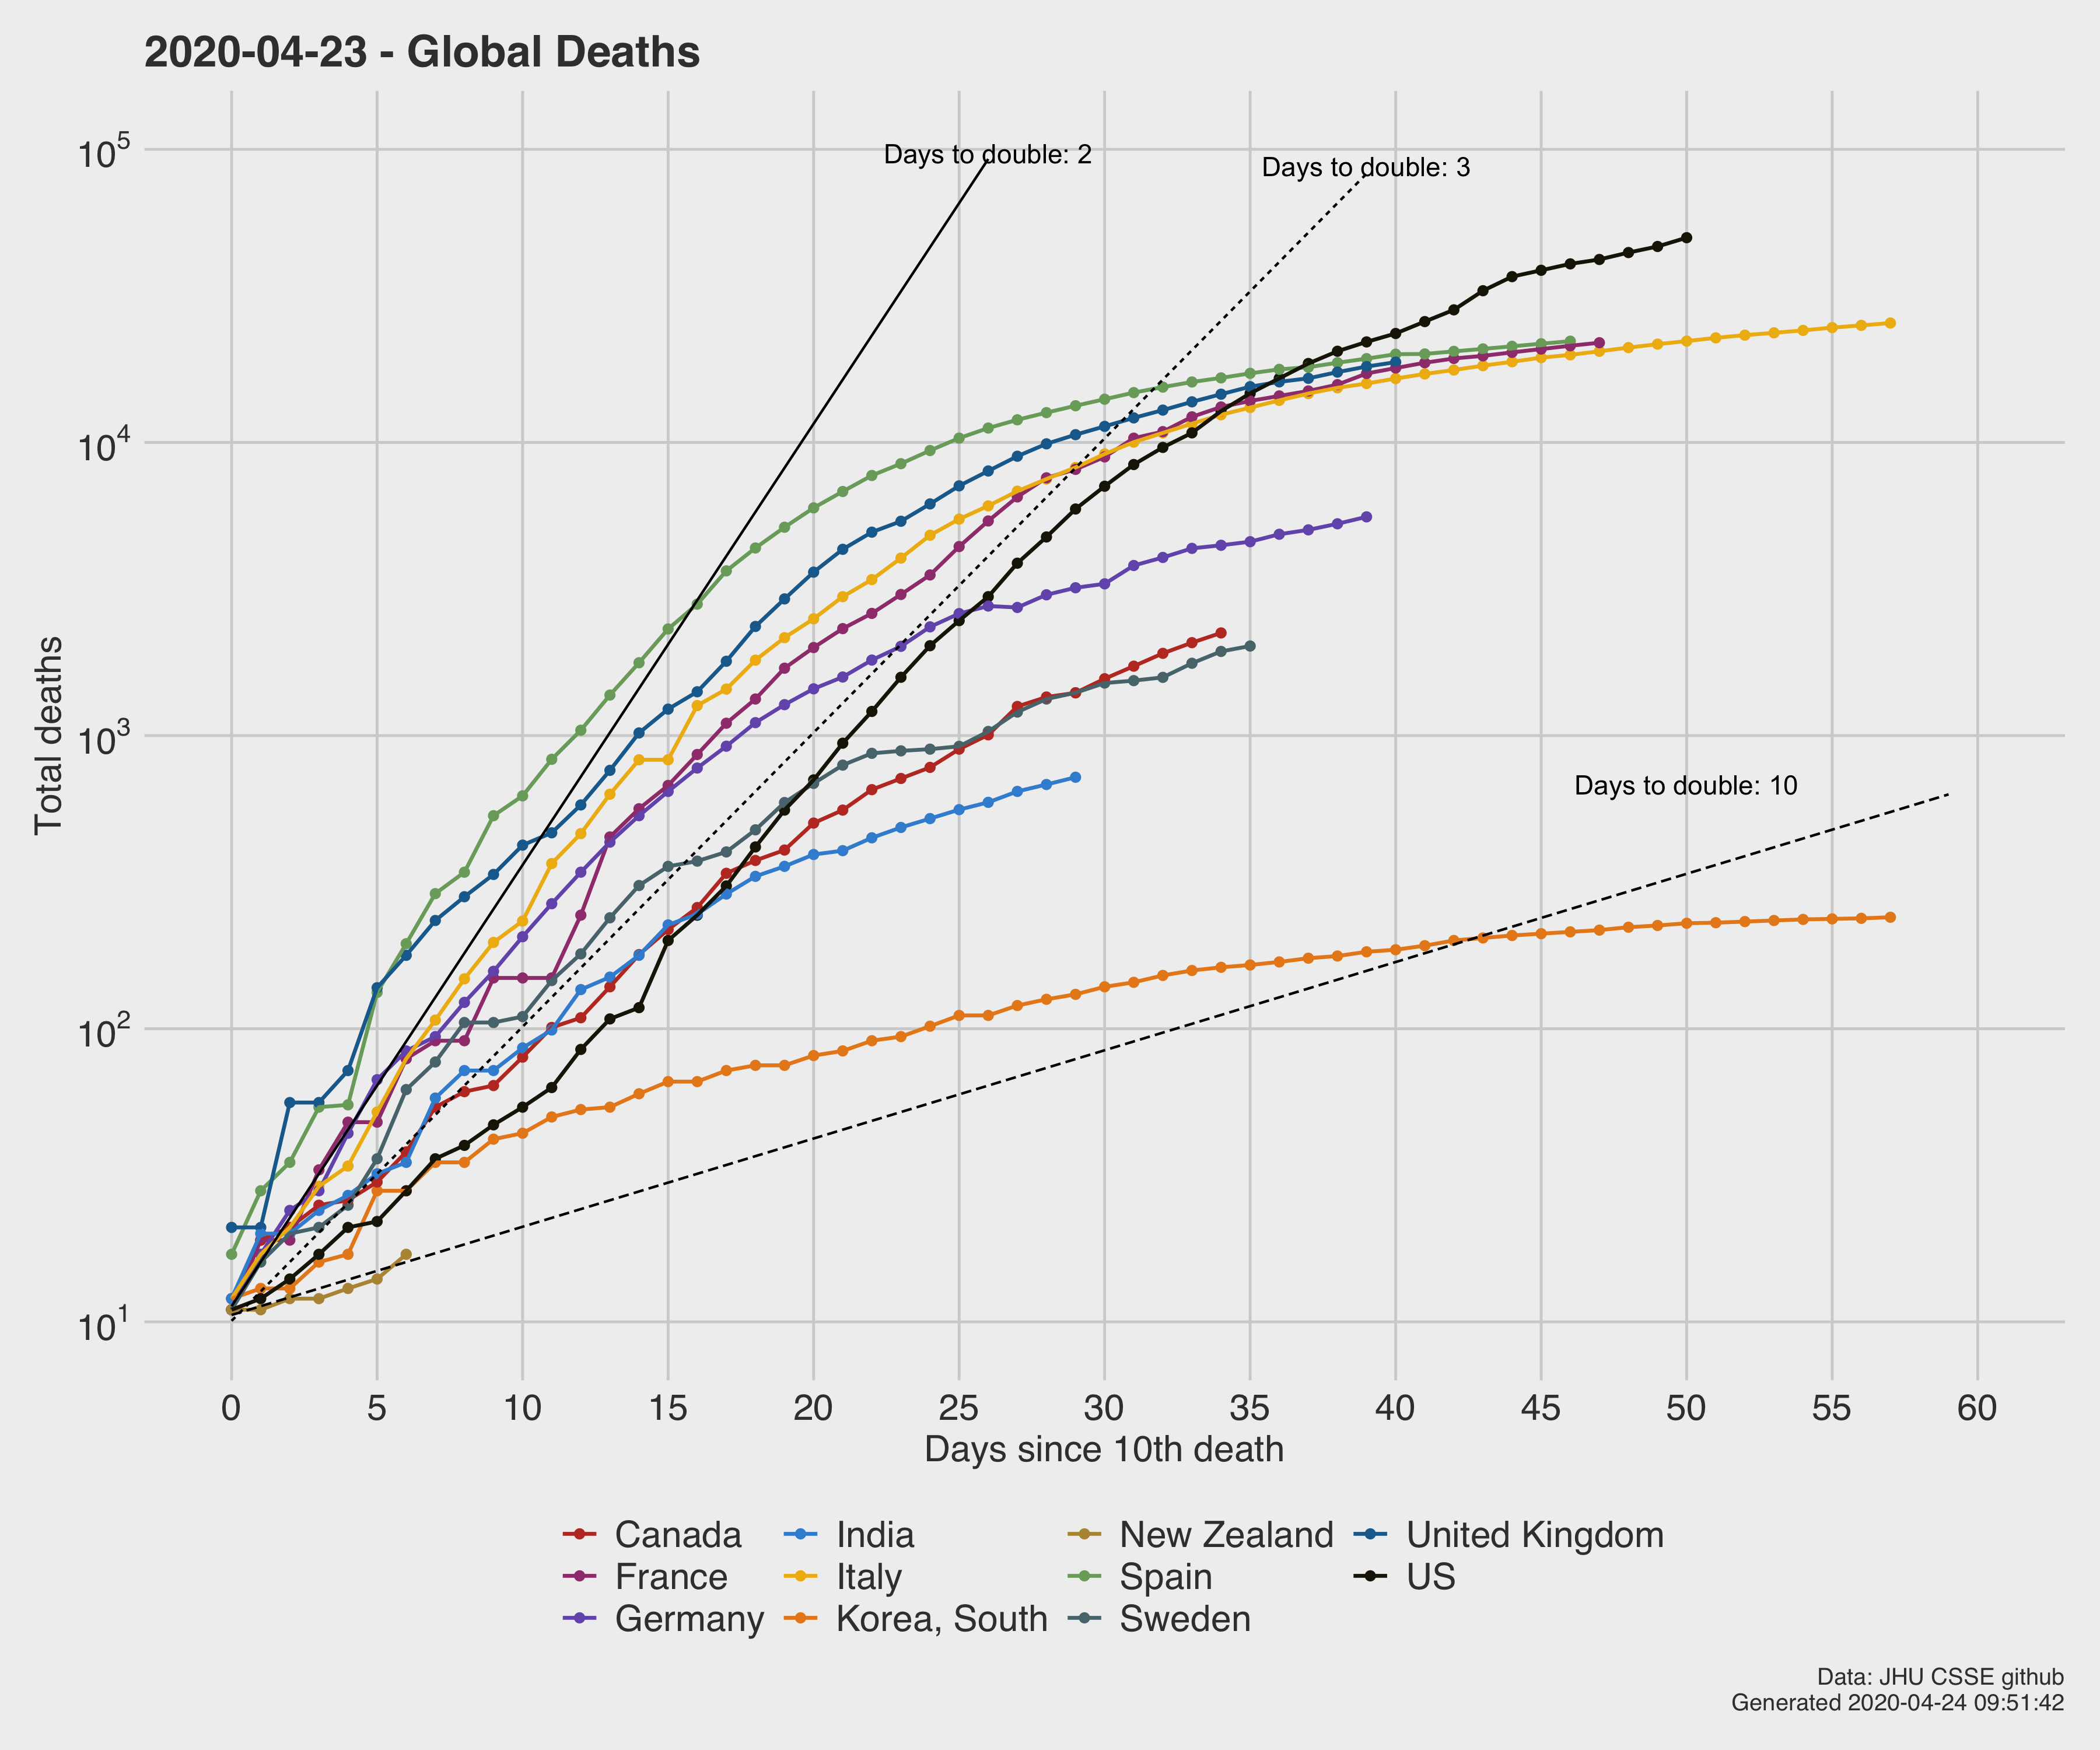 2020-04-23 - Global Deaths
10^5
10^4
10^3
10^2
10^1
Total deaths
Days to double: 2
Days to double: 3
Days to double: 10
0 5 10 15 20 25 30 35 40 45 50 55 60
Days since 10th death
Canada India New Zealand United Kingdom
France Italy Spain US
Germany Korea, South Sweden
Data: JHU CSSE github
Generated 2020-04-24 09:51:42